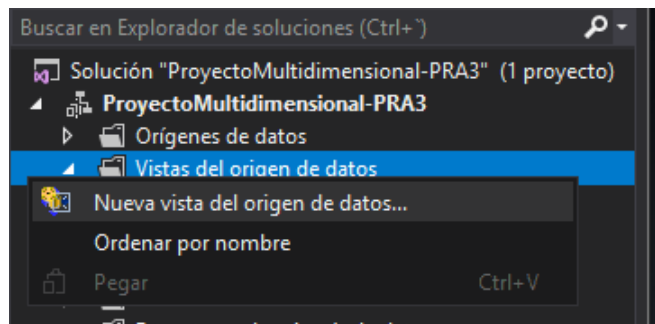 Buscar en Explorador de soluciones (Ctrl+`)
Solución "ProyectoMultidimensional-PRA3" (1 proyecto)
ProyectoMultidimensional-PRA3
Orígenes de datos
Vistas del origen de datos
Nueva vista del origen de datos...
Ordenar por nombre
Pegar Ctrl+V